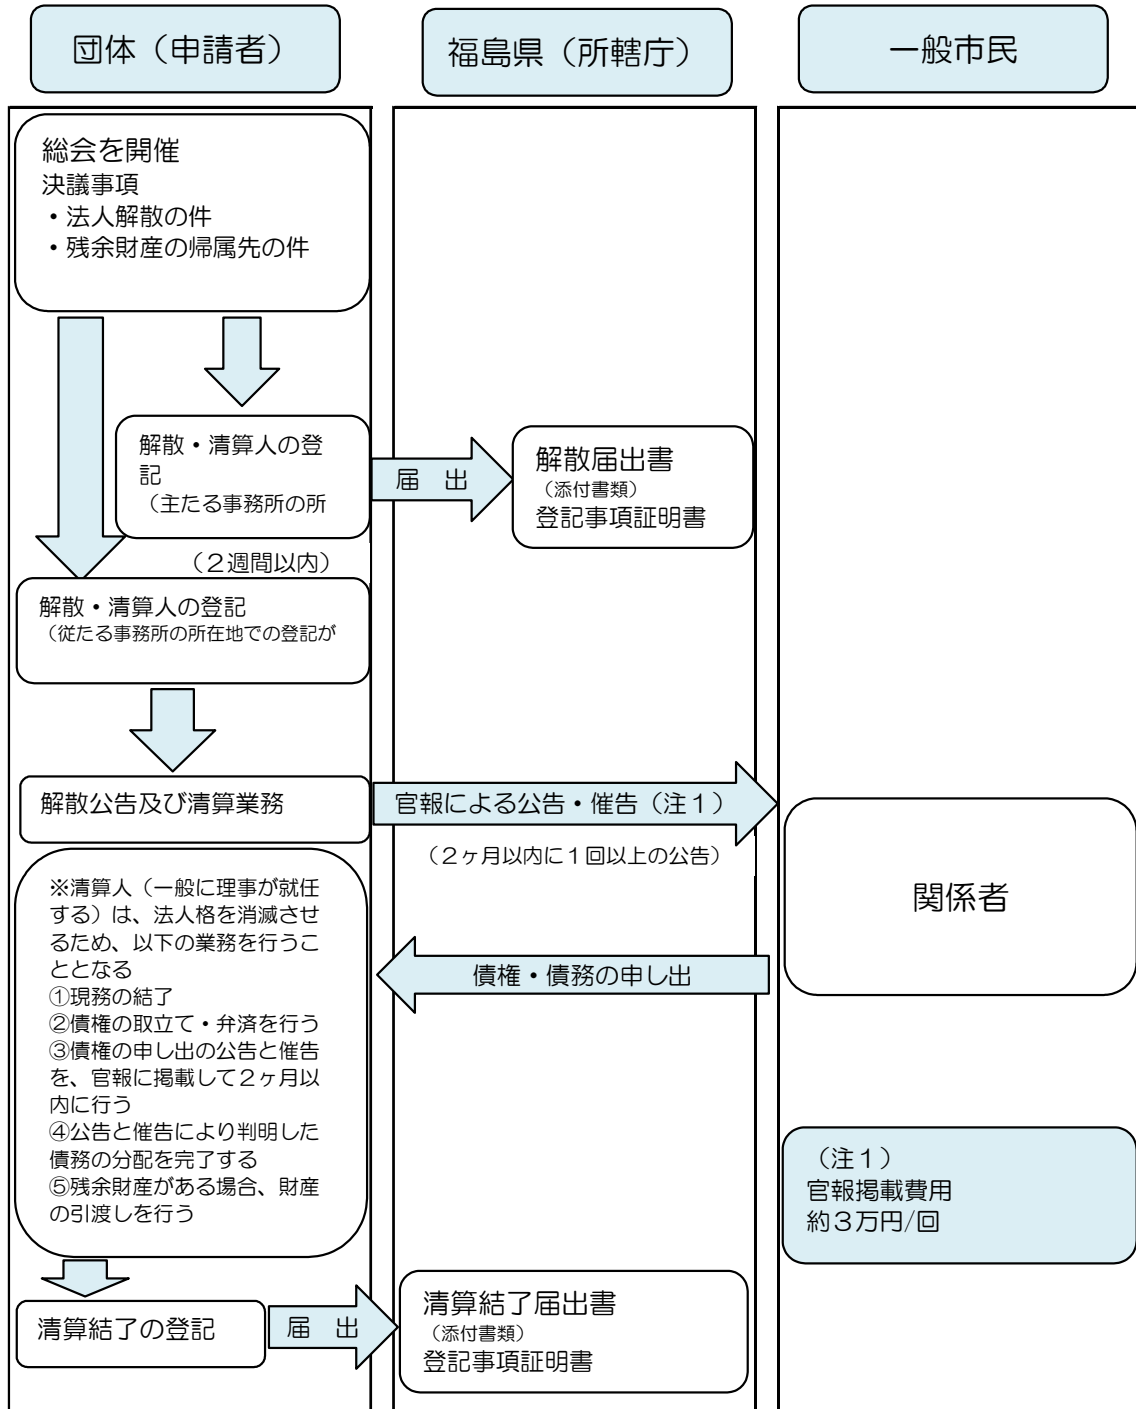 団体（申請者）
福島県（所轄庁）
一般市民
総会を開催
決議事項
・法人解散の件
・残余財産の帰属先の件
解散・清算人の登
記
（主たる事務所の所
届　出
解散届出書
（添付書類）
登記事項証明書
（２週間以内）
解散・清算人の登記
（従たる事務所の所在地での登記が
解散公告及び清算業務
官報による公告・催告（注１）
（２ヶ月以内に１回以上の公告）
関係者
債権・債務の申し出
※清算人（一般に理事が就任
する）は、法人格を消滅させ
るため、以下の業務を行うこ
ととなる
①現務の結了
②債権の取立て・弁済を行う
③債権の申し出の公告と催告
を、官報に掲載して２ヶ月以
内に行う
④公告と催告により判明した
債務の分配を完了する
⑤残余財産がある場合、財産
の引渡しを行う
（注１）
官報掲載費用
約３万円/回
清算結了の登記
届　出
清算結了届出書
（添付書類）
登記事項証明書